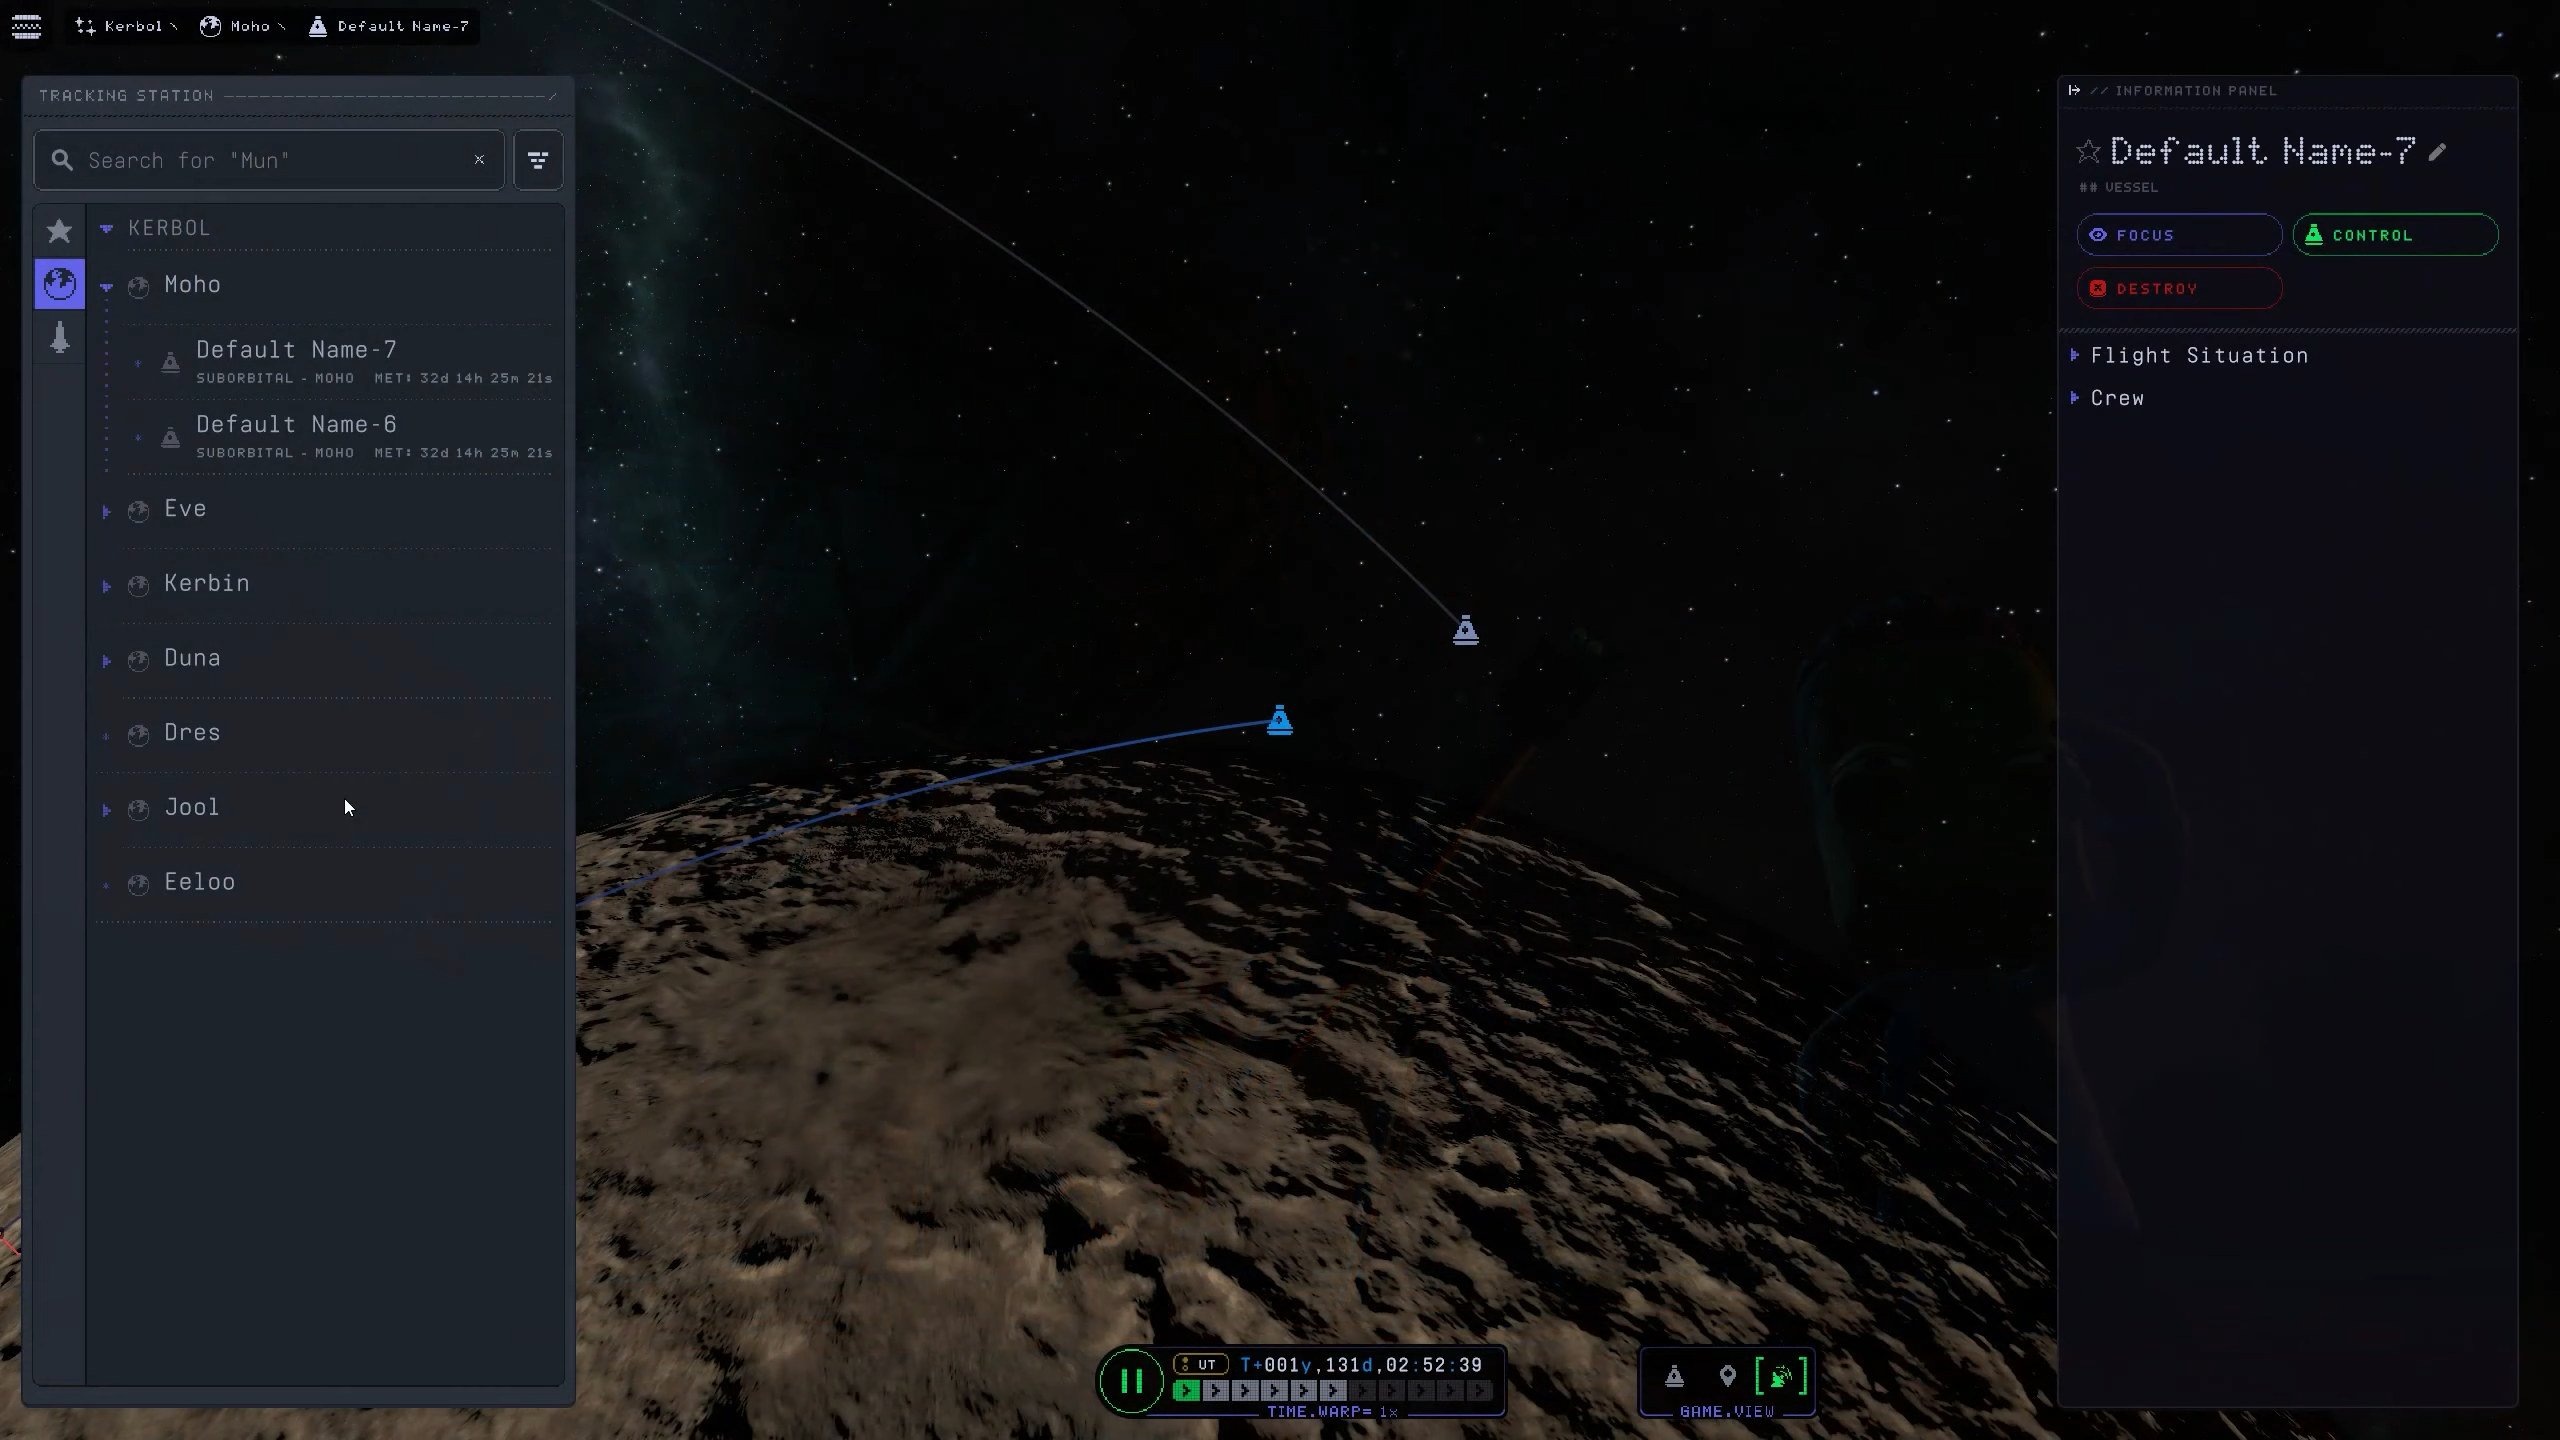 Kerbol
Moho
Default Name-7
TRACKING STATION
Search for "Mun"
KERBOL
Moho
Default Name-7
SUBORBITAL - MOHO MET: 32d 14h 25m 21s
Default Name-6
SUBORBITAL - MOHO MET: 32d 14h 25m 21s
Eve
Kerbin
Duna
Dres
Jool
Eeloo
// INFORMATION PANEL
Default Name-7
## VESSEL
FOCUS
CONTROL
DESTROY
Flight Situation
Crew
UT T+001y,131d,02:52:39
TIME.WARP= 1x
GAME.VIEW